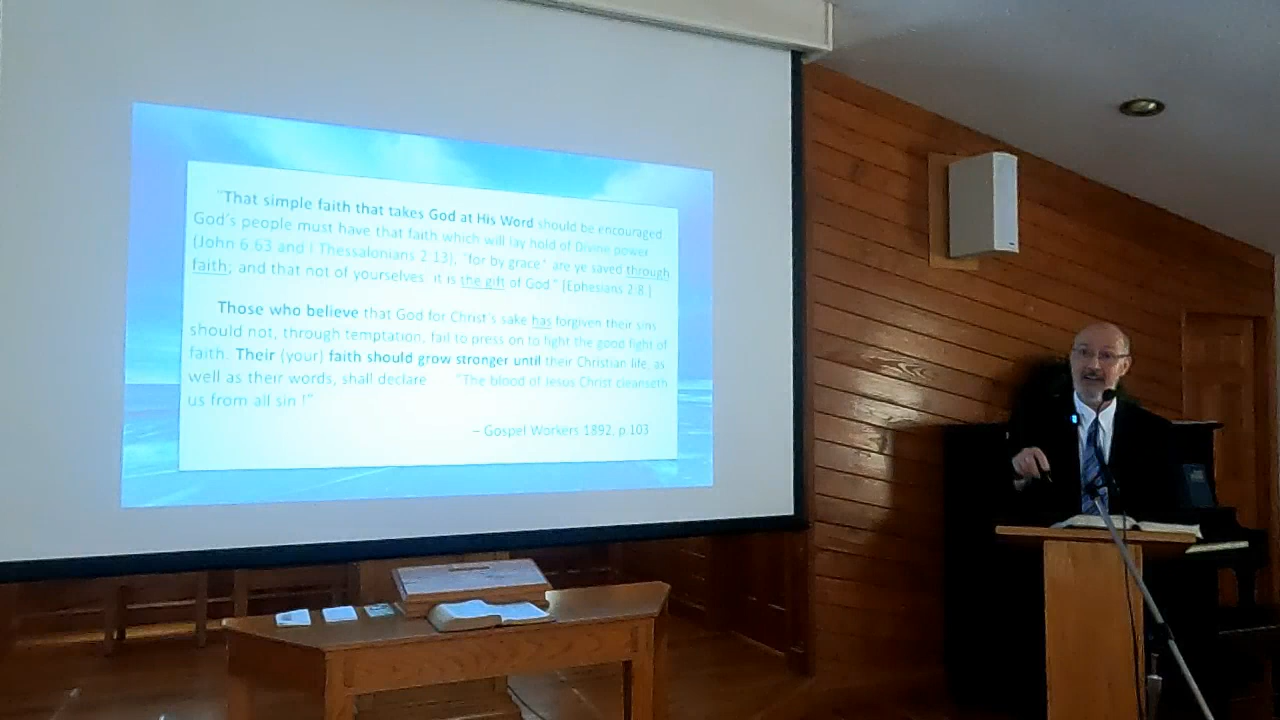 "That simple faith that takes God at His Word should be encouraged
God's people must have that faith which will lay hold of Divine power
(John 6:63 and I Thessalonians 2:13), "for by grace" are ye saved through
faith; and that not of yourselves: it is the gift of God." [Ephesians 2:8.]
Those who believe that God for Christ's sake has forgiven their sins
should not, through temptation, fail to press on to fight the good fight of
faith. Their (your) faith should grow stronger until their Christian life, as
well as their words, shall declare "The blood of Jesus Christ cleanseth
us from all sin !"
– Gospel Workers 1892, p.103